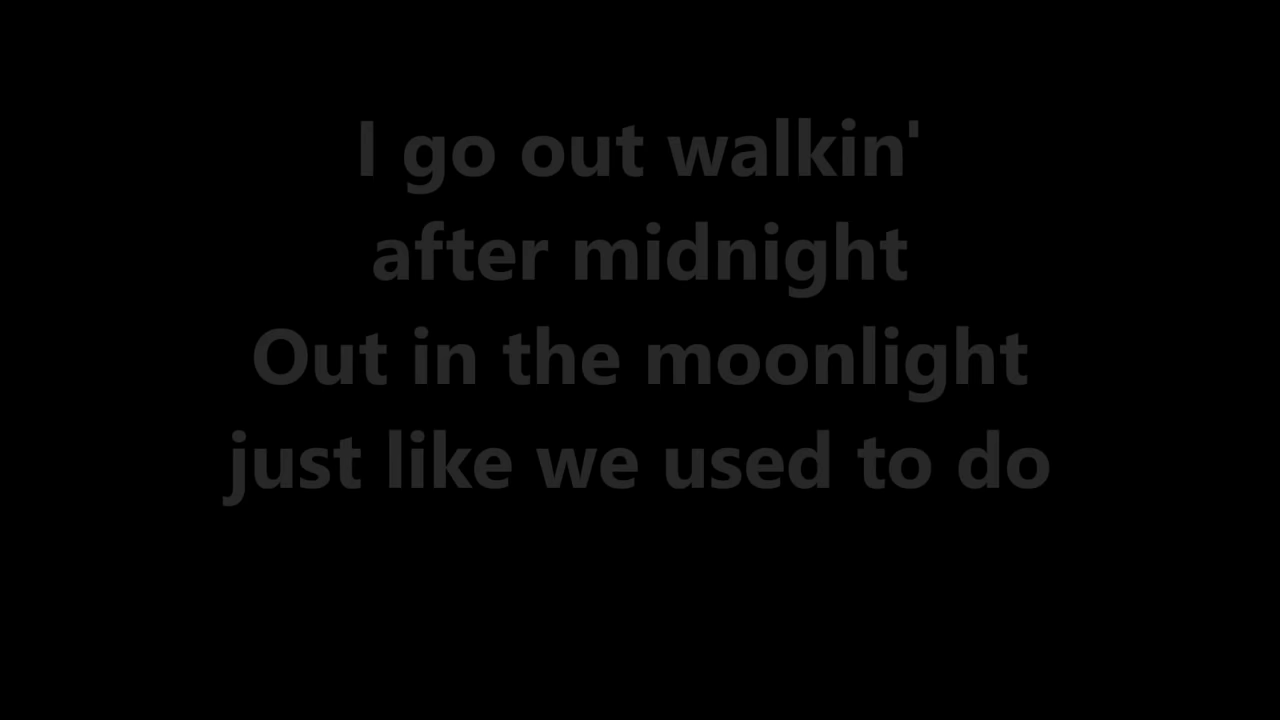 I go out walkin'
after midnight
Out in the moonlight
just like we used to do